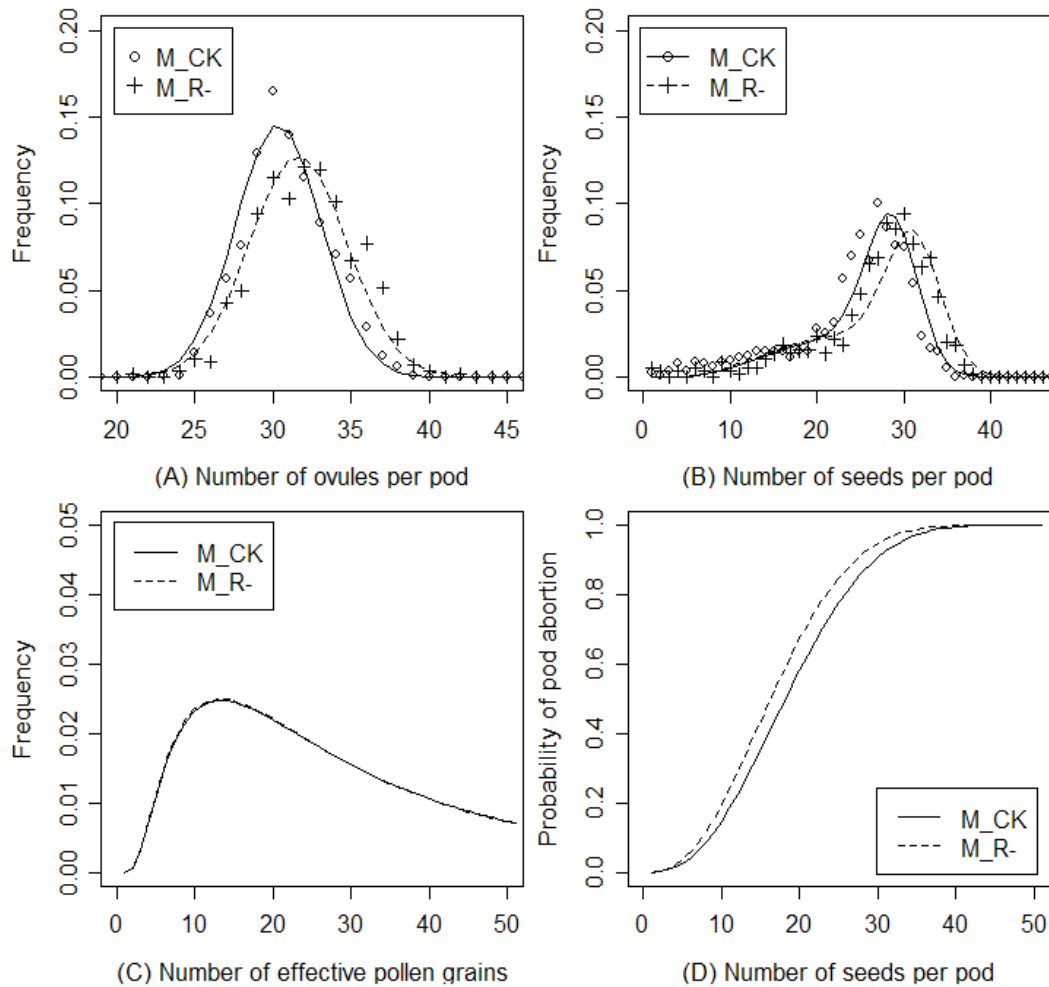 0.20
0.15
0.10
0.05
0.00
Frequency
M_CK
M_R-
20 25 30 35 40 45
(A) Number of ovules per pod
0.20
0.15
0.10
0.05
0.00
Frequency
M_CK
M_R-
0 10 20 30 40
(B) Number of seeds per pod
0.05
0.04
0.03
0.02
0.01
0.00
Frequency
M_CK
M_R-
0 10 20 30 40 50
(C) Number of effective pollen grains
1.0
0.8
0.6
0.4
0.2
0.0
Probability of pod abortion
M_CK
M_R-
0 10 20 30 40 50
(D) Number of seeds per pod